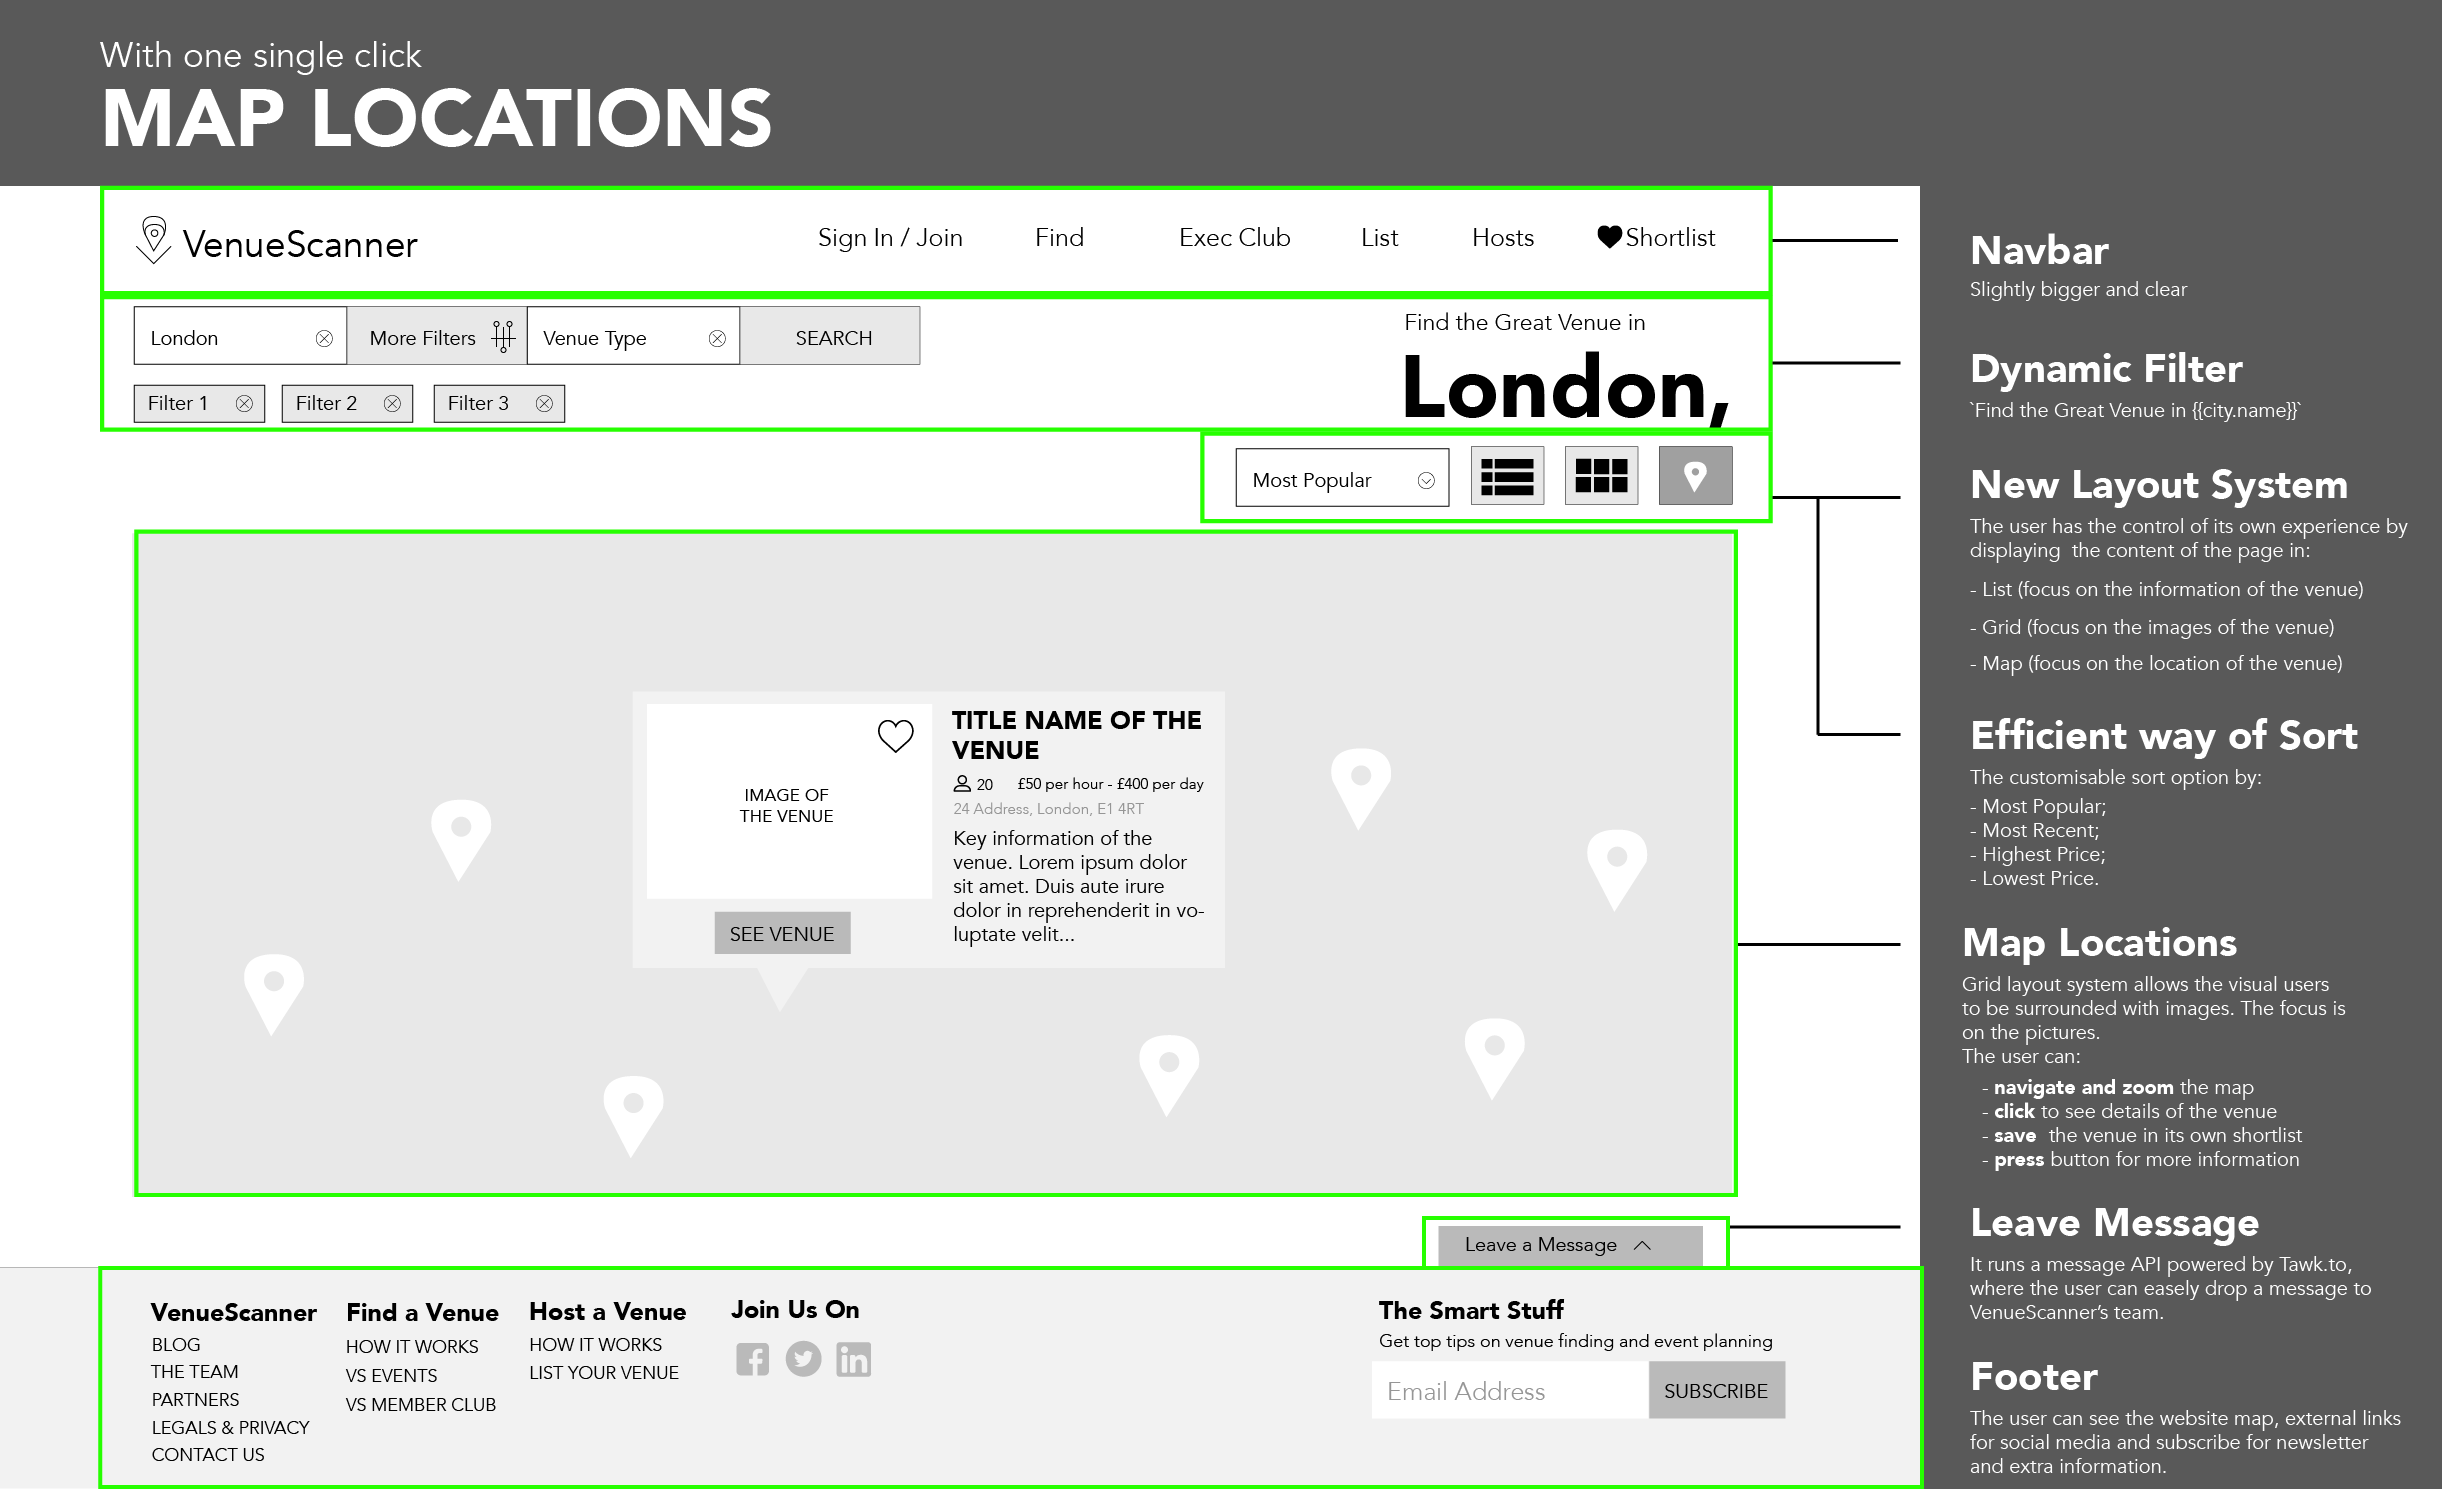 With one single click
MAP LOCATIONS
VenueScanner
Sign In / Join
Find
Exec Club
List
Hosts
Shortlist
London
More Filters
Venue Type
SEARCH
Filter 1
Filter 2
Filter 3
Find the Great Venue in
London,
Most Popular
IMAGE OF
THE VENUE
SEE VENUE
TITLE NAME OF THE
VENUE
20
£50 per hour - £400 per day
24 Address, London, E1 4RT
Key information of the
venue. Lorem ipsum dolor
sit amet. Duis aute irure
dolor in reprehenderit in vo-
luptate velit...
Leave a Message
VenueScanner
BLOG
THE TEAM
PARTNERS
LEGALS & PRIVACY
CONTACT US
Find a Venue
HOW IT WORKS
VS EVENTS
VS MEMBER CLUB
Host a Venue
HOW IT WORKS
LIST YOUR VENUE
Join Us On
The Smart Stuff
Get top tips on venue finding and event planning
Email Address
SUBSCRIBE
Navbar
Slightly bigger and clear
Dynamic Filter
`Find the Great Venue in {{city.name}}`
New Layout System
The user has the control of its own experience by
displaying  the content of the page in:
- List (focus on the information of the venue)
- Grid (focus on the images of the venue)
- Map (focus on the location of the venue)
Efficient way of Sort
The customisable sort option by:
- Most Popular;
- Most Recent;
- Highest Price;
- Lowest Price.
Map Locations
Grid layout system allows the visual users
to be surrounded with images. The focus is
on the pictures.
The user can:
- navigate and zoom the map
- click to see details of the venue
- save  the venue in its own shortlist
- press button for more information
Leave Message
It runs a message API powered by Tawk.to,
where the user can easely drop a message to
VenueScanner's team.
Footer
The user can see the website map, external links
for social media and subscribe for newsletter
and extra information.